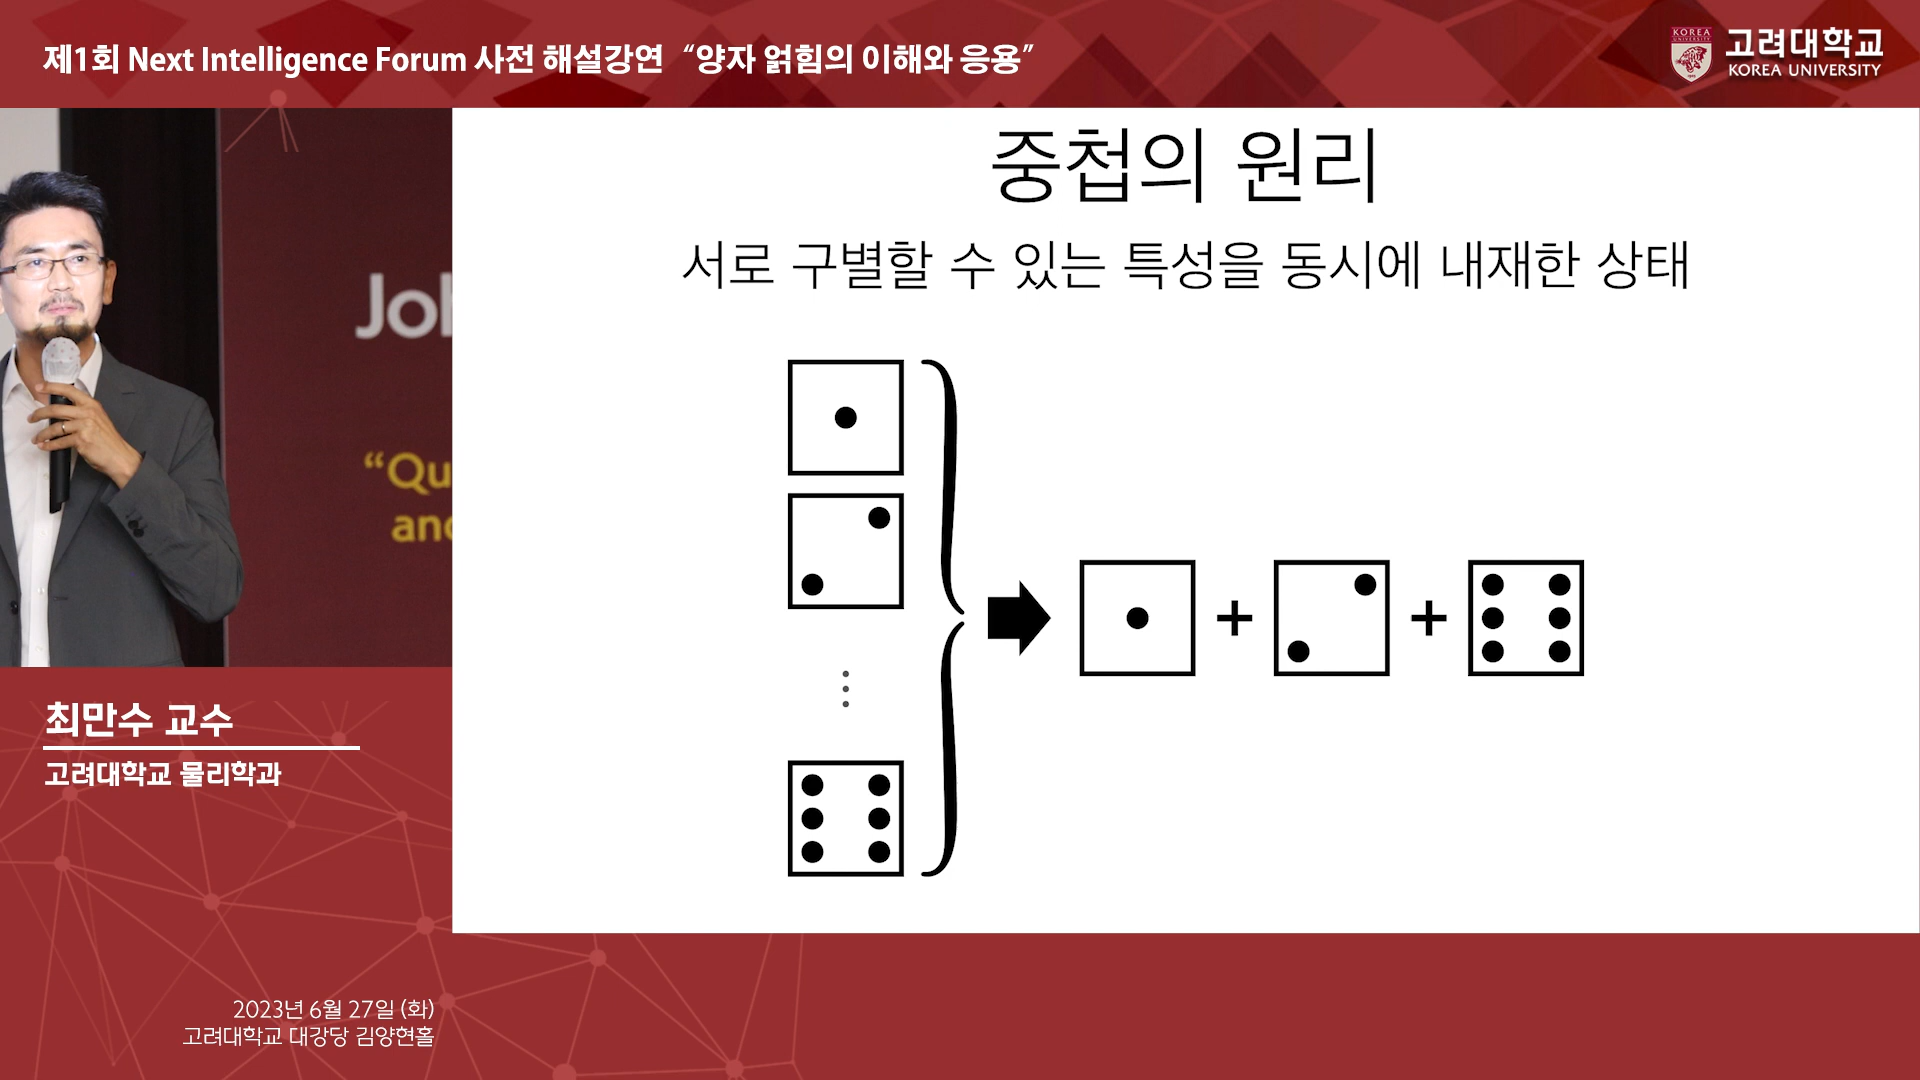 제1회 Next Intelligence Forum 사전 해설강연 “양자 얽힘의 이해와 응용”
KOREA
UNIVERSITY
고려대학교
KOREA UNIVERSITY
중첩의 원리
서로 구별할 수 있는 특성을 동시에 내재한 상태
+ +
Joh
“Qu
and
최만수 교수
고려대학교 물리학과
2023년 6월 27일 (화)
고려대학교 대강당 김양현홀